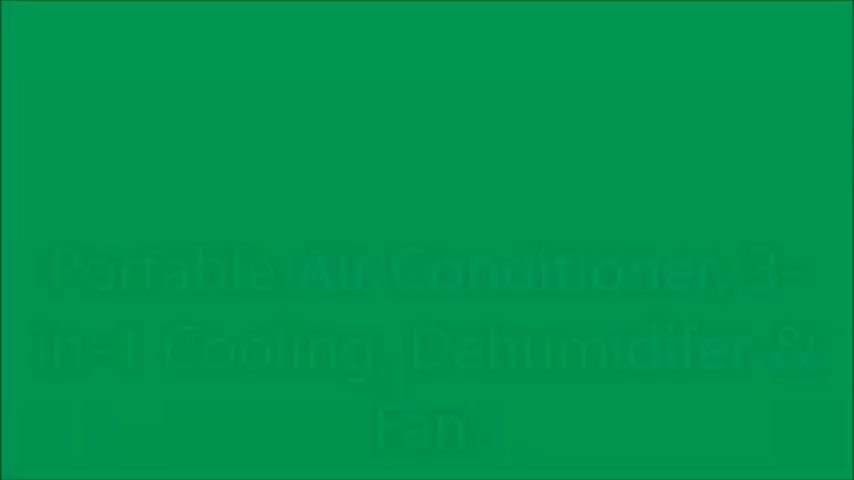 Portable Air Conditioner, 3-
in-1 Cooling, Dehumidifer &
Fan